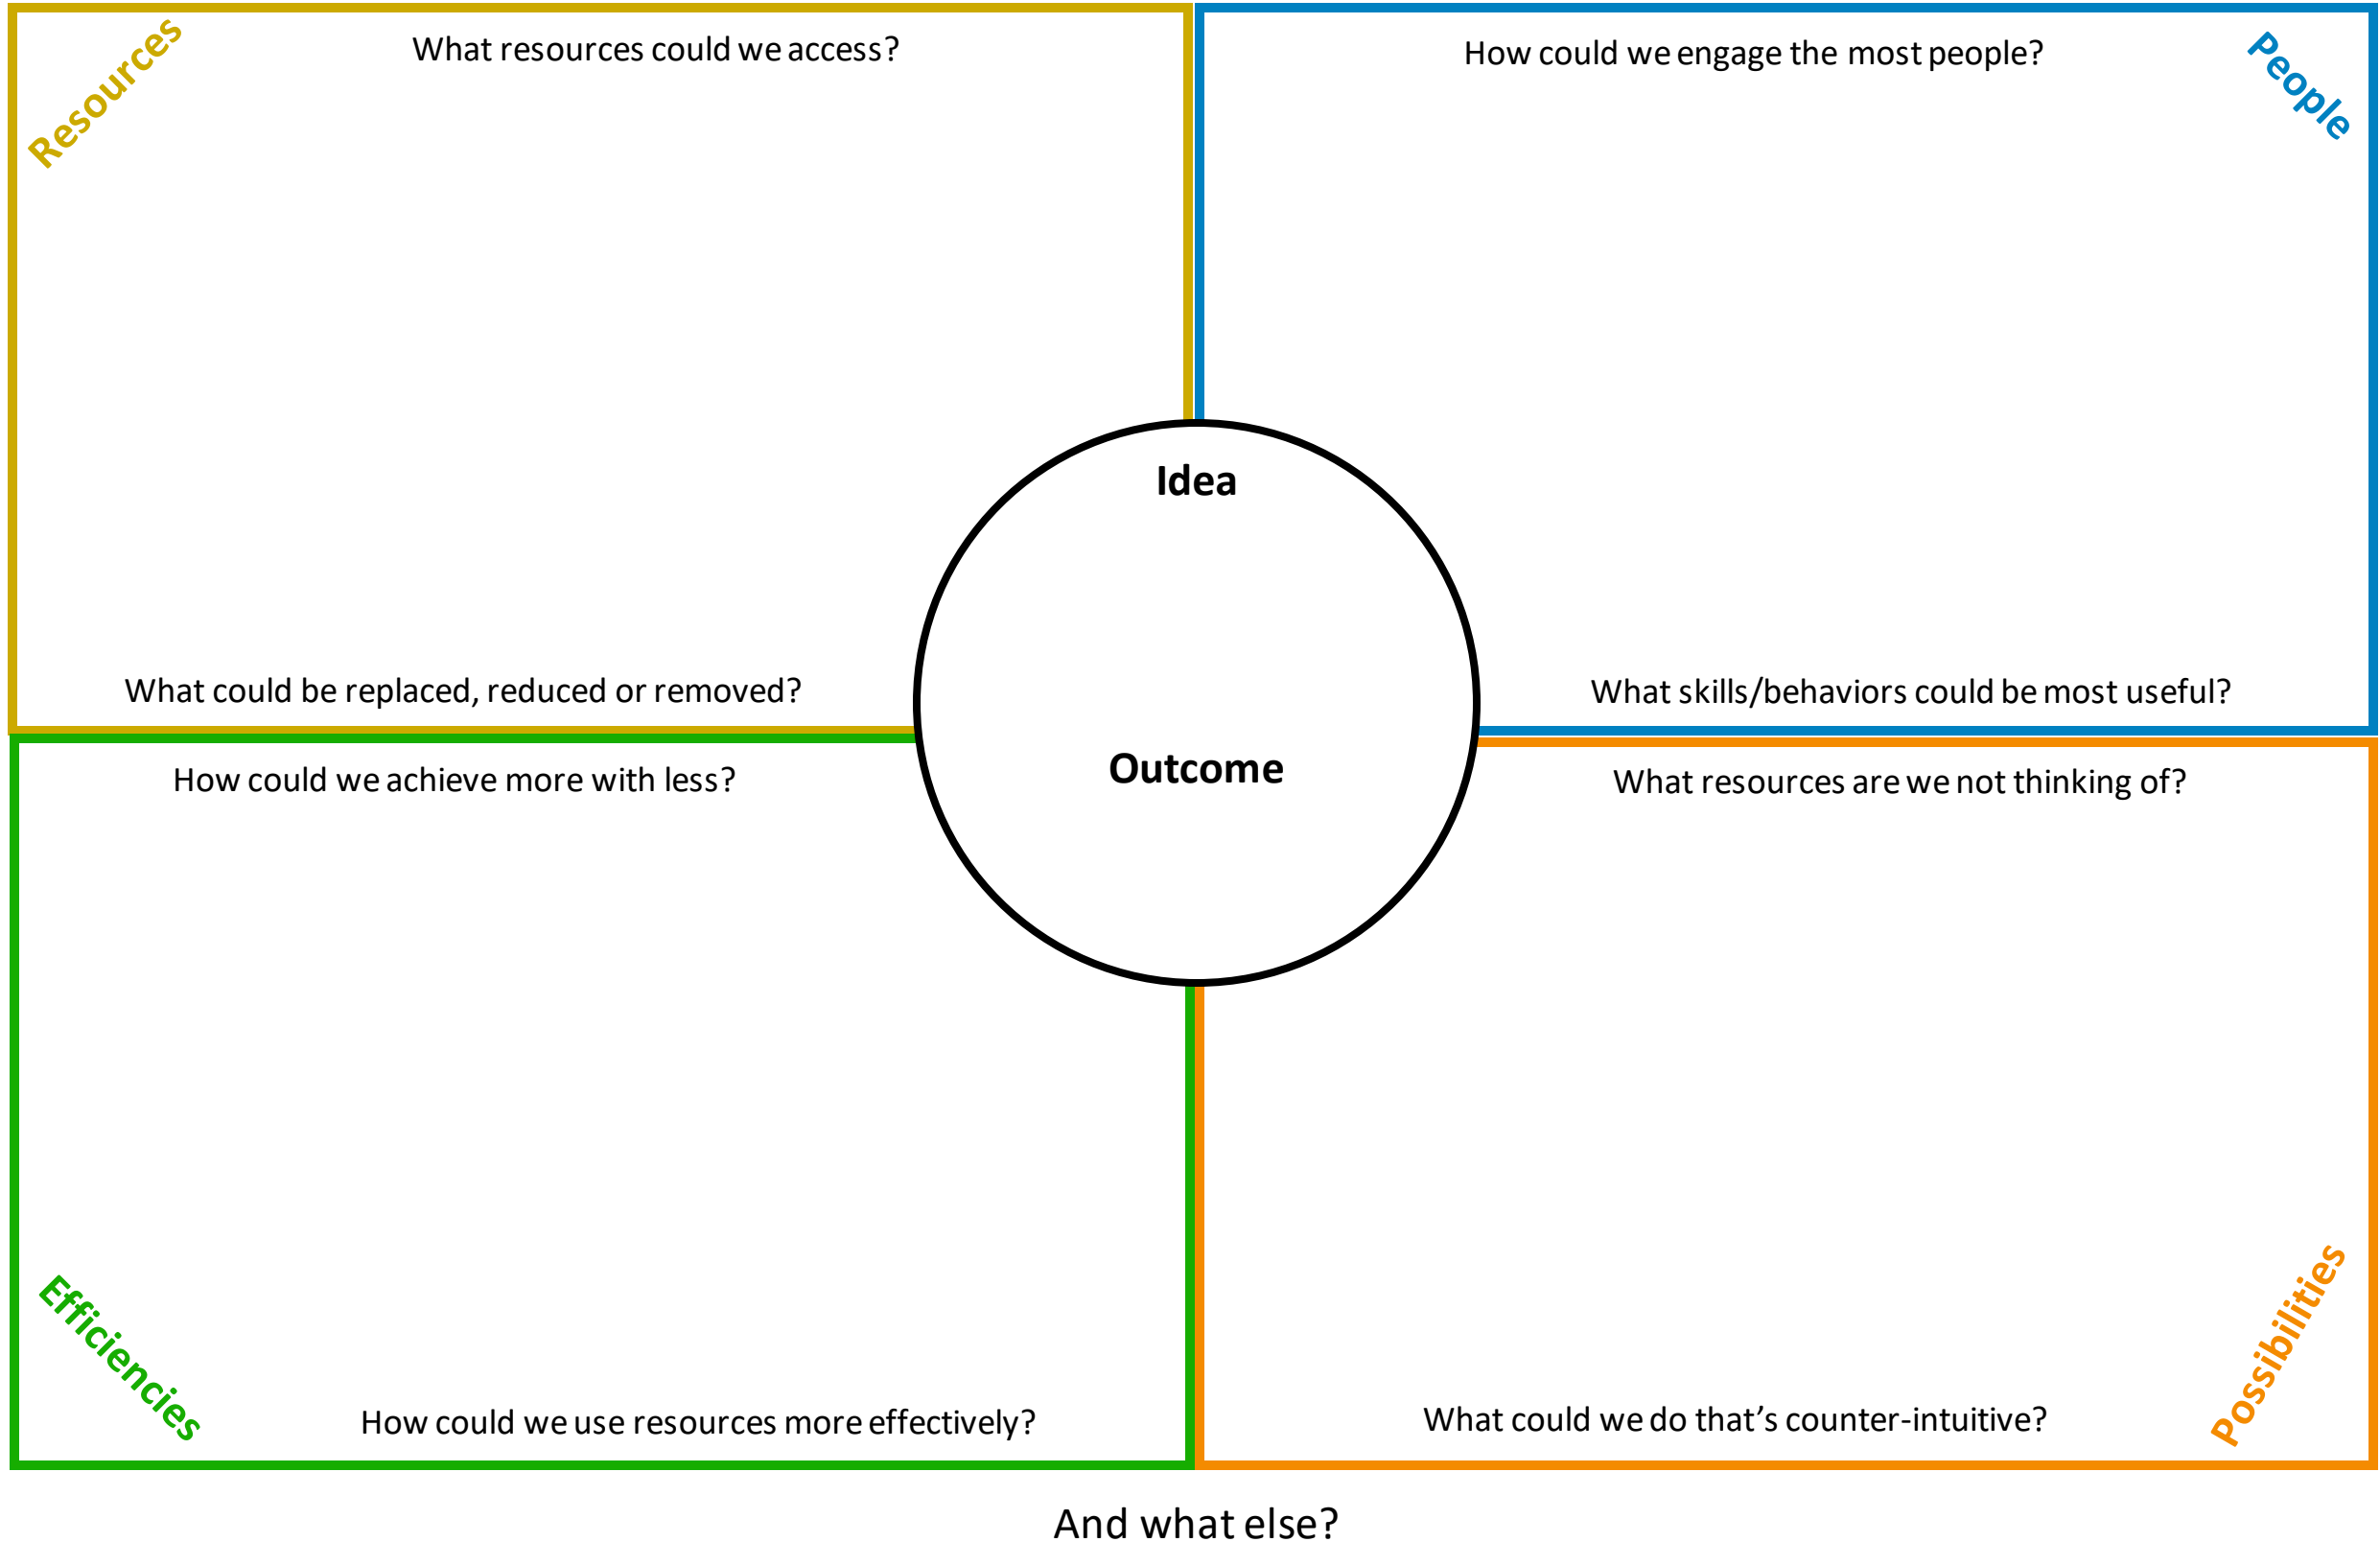 Resources
What resources could we access?
What could be replaced, reduced or removed?
People
How could we engage the most people?
What skills/behaviors could be most useful?
Idea
Outcome
How could we achieve more with less?
Efficiencies
How could we use resources more effectively?
What resources are we not thinking of?
Possibilities
What could we do that’s counter-intuitive?
And what else?